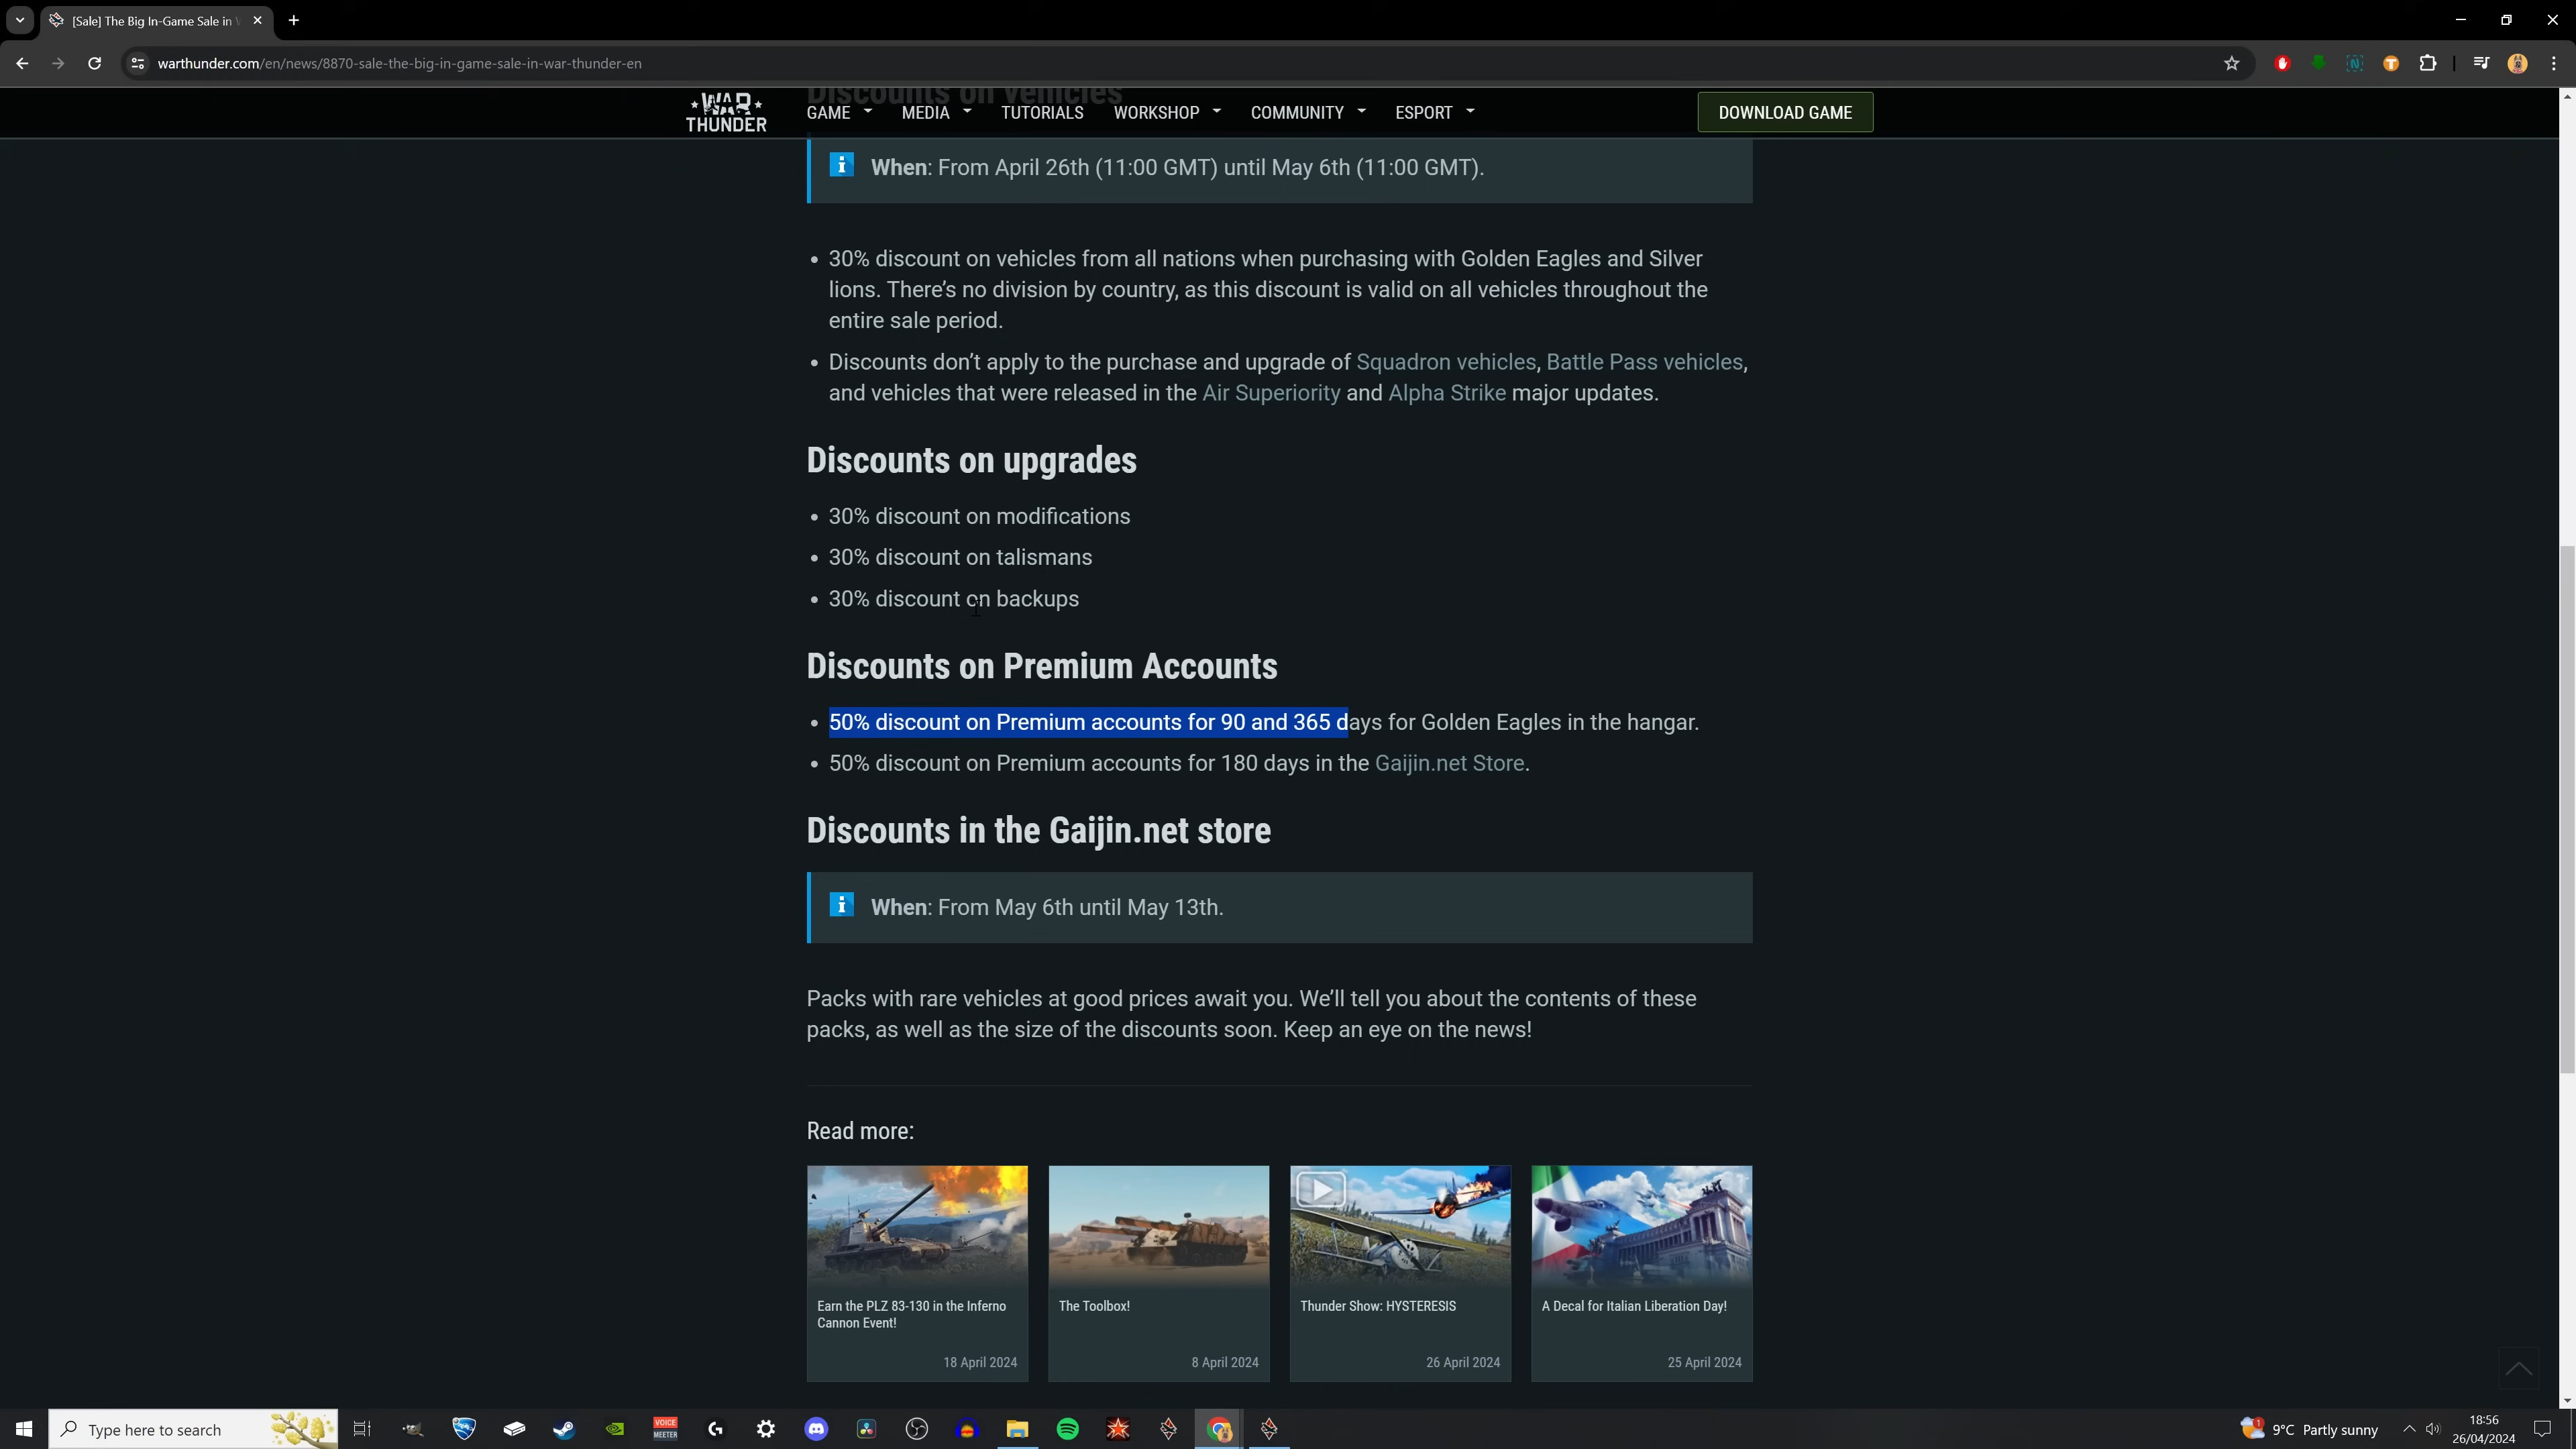 [Sale] The Big In-Game Sale in W
warthunder.com/en/news/8870-sale-the-big-in-game-sale-in-war-thunder-en
Discounts on vehicles
WAR THUNDER
GAME MEDIA TUTORIALS WORKSHOP COMMUNITY ESPORT DOWNLOAD GAME
When: From April 26th (11:00 GMT) until May 6th (11:00 GMT).
• 30% discount on vehicles from all nations when purchasing with Golden Eagles and Silver
lions. There’s no division by country, as this discount is valid on all vehicles throughout the
entire sale period.
• Discounts don’t apply to the purchase and upgrade of Squadron vehicles, Battle Pass vehicles,
and vehicles that were released in the Air Superiority and Alpha Strike major updates.
Discounts on upgrades
• 30% discount on modifications
• 30% discount on talismans
• 30% discount on backups
Discounts on Premium Accounts
• 50% discount on Premium accounts for 90 and 365 days for Golden Eagles in the hangar.
• 50% discount on Premium accounts for 180 days in the Gaijin.net Store.
Discounts in the Gaijin.net store
When: From May 6th until May 13th.
Packs with rare vehicles at good prices await you. We’ll tell you about the contents of these
packs, as well as the size of the discounts soon. Keep an eye on the news!
Read more:
Earn the PLZ 83-130 in the Inferno
Cannon Event!
18 April 2024
The Toolbox!
8 April 2024
Thunder Show: HYSTERESIS
26 April 2024
A Decal for Italian Liberation Day!
25 April 2024
Type here to search
VOICE
MEETER
1
9°C Partly sunny
18:56
26/04/2024